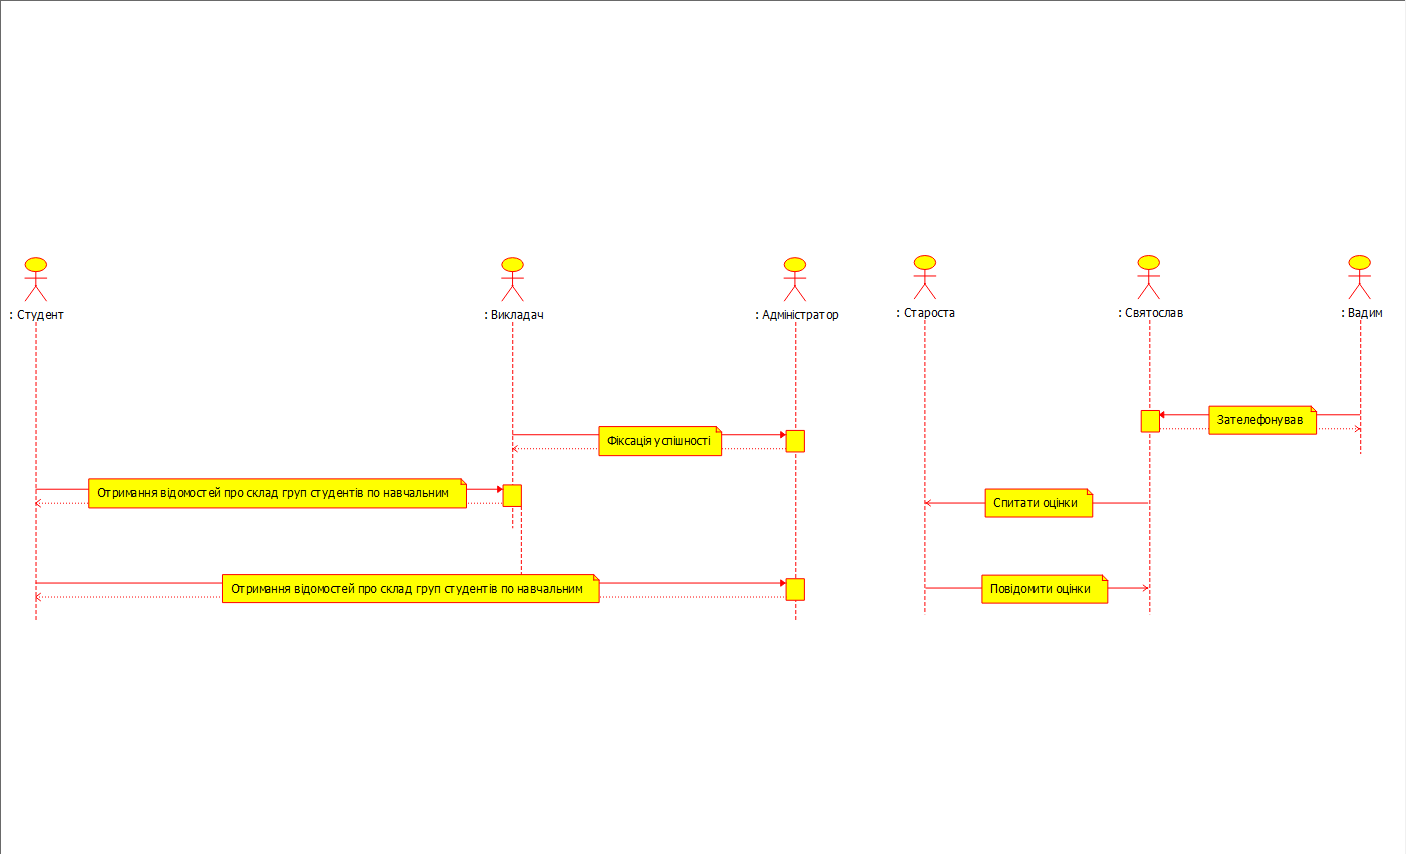 : Студент
: Викладач
: Адміністратор
: Староста
: Святослав
: Вадим
Зателефонував
Фіксація успішності
Отримання відомостей про склад груп студентів по навчальним
Спитати оцінки
Отримання відомостей про склад груп студентів по навчальним
Повідомити оцінки